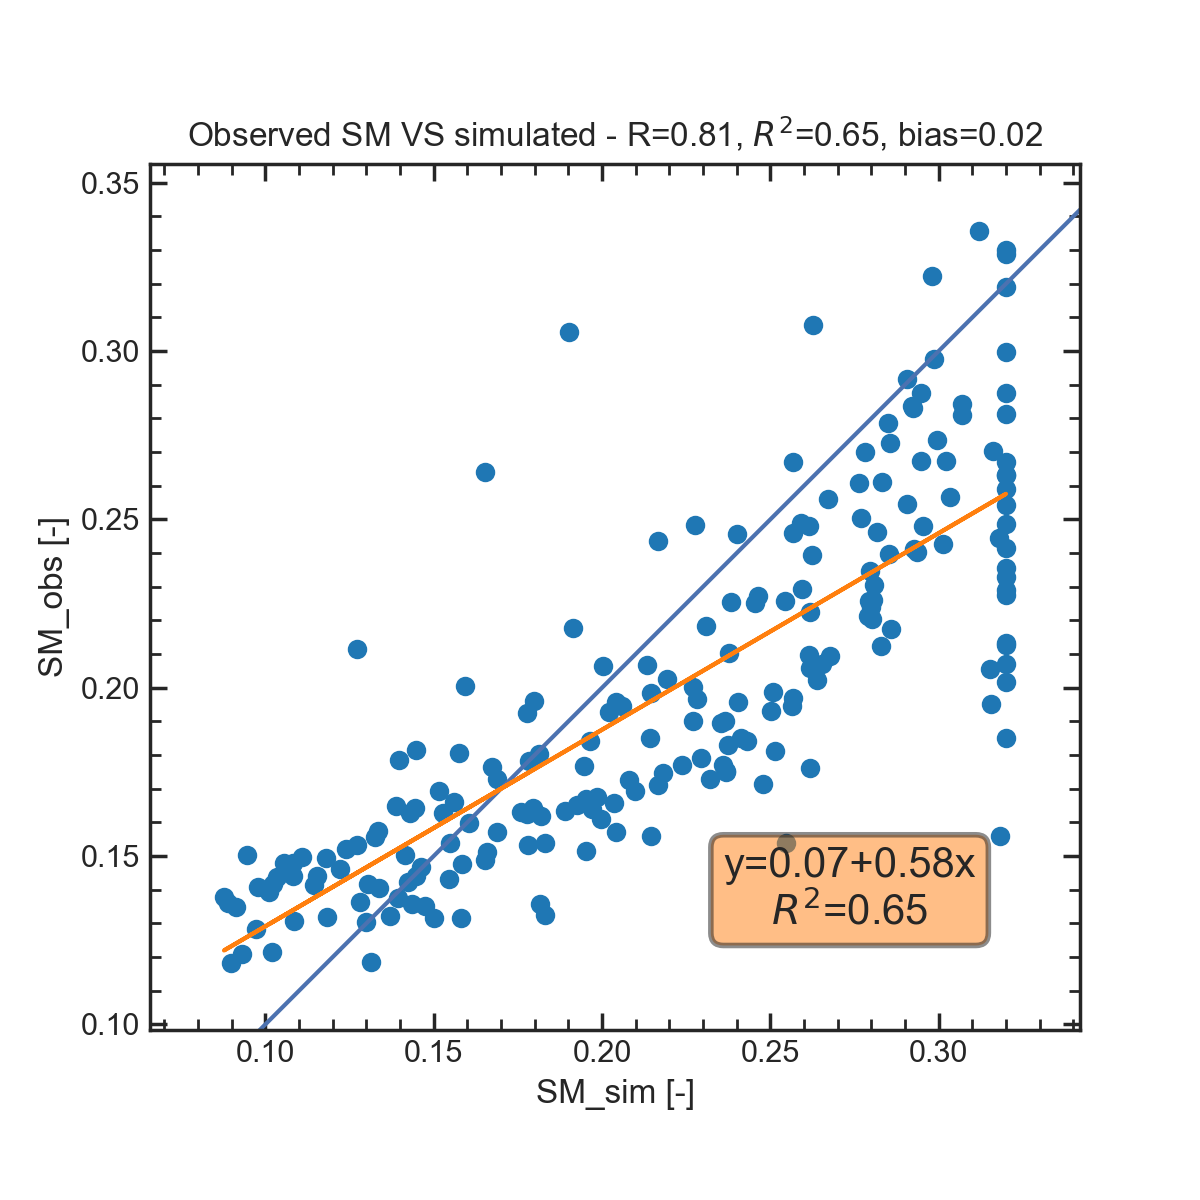 Observed SM VS simulated - R=0.81, R²=0.65, bias=0.02
0.35
0.30
0.25
0.20
0.15
0.10
SM_obs [-]
y=0.07+0.58x
R²=0.65
0.10 0.15 0.20 0.25 0.30
SM_sim [-]